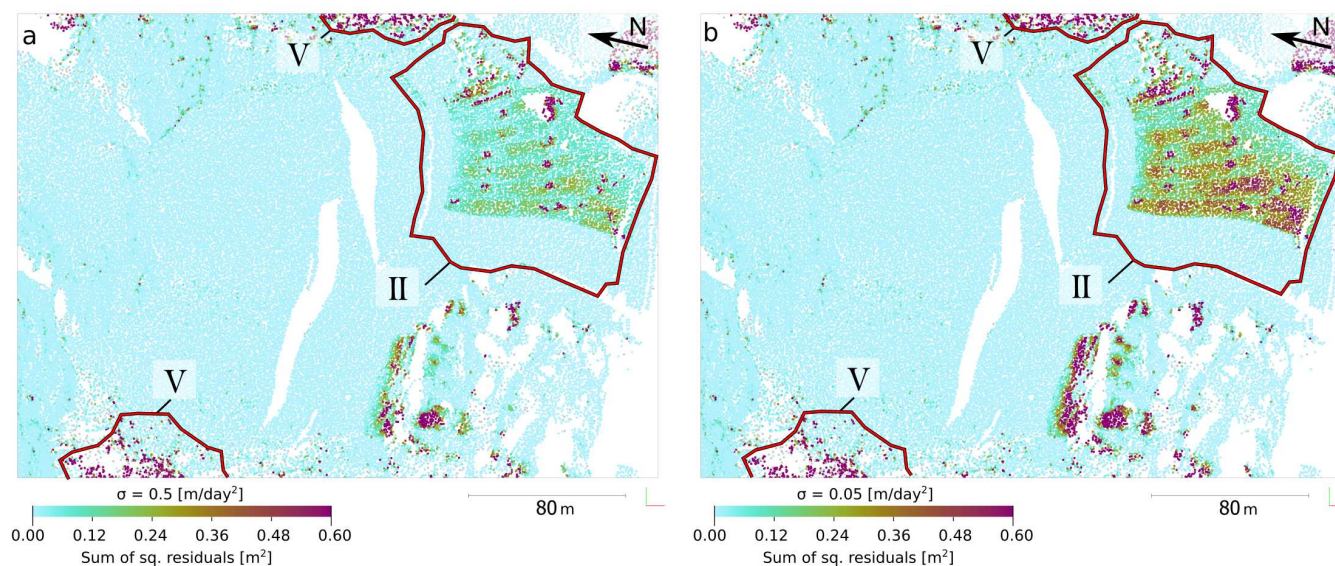 a
V
N
II
V
σ = 0.5 [m/day²]
0.00 0.12 0.24 0.36 0.48 0.60
Sum of sq. residuals [m²]
80 m
b
V
N
II
V
σ = 0.05 [m/day²]
0.00 0.12 0.24 0.36 0.48 0.60
Sum of sq. residuals [m²]
80 m